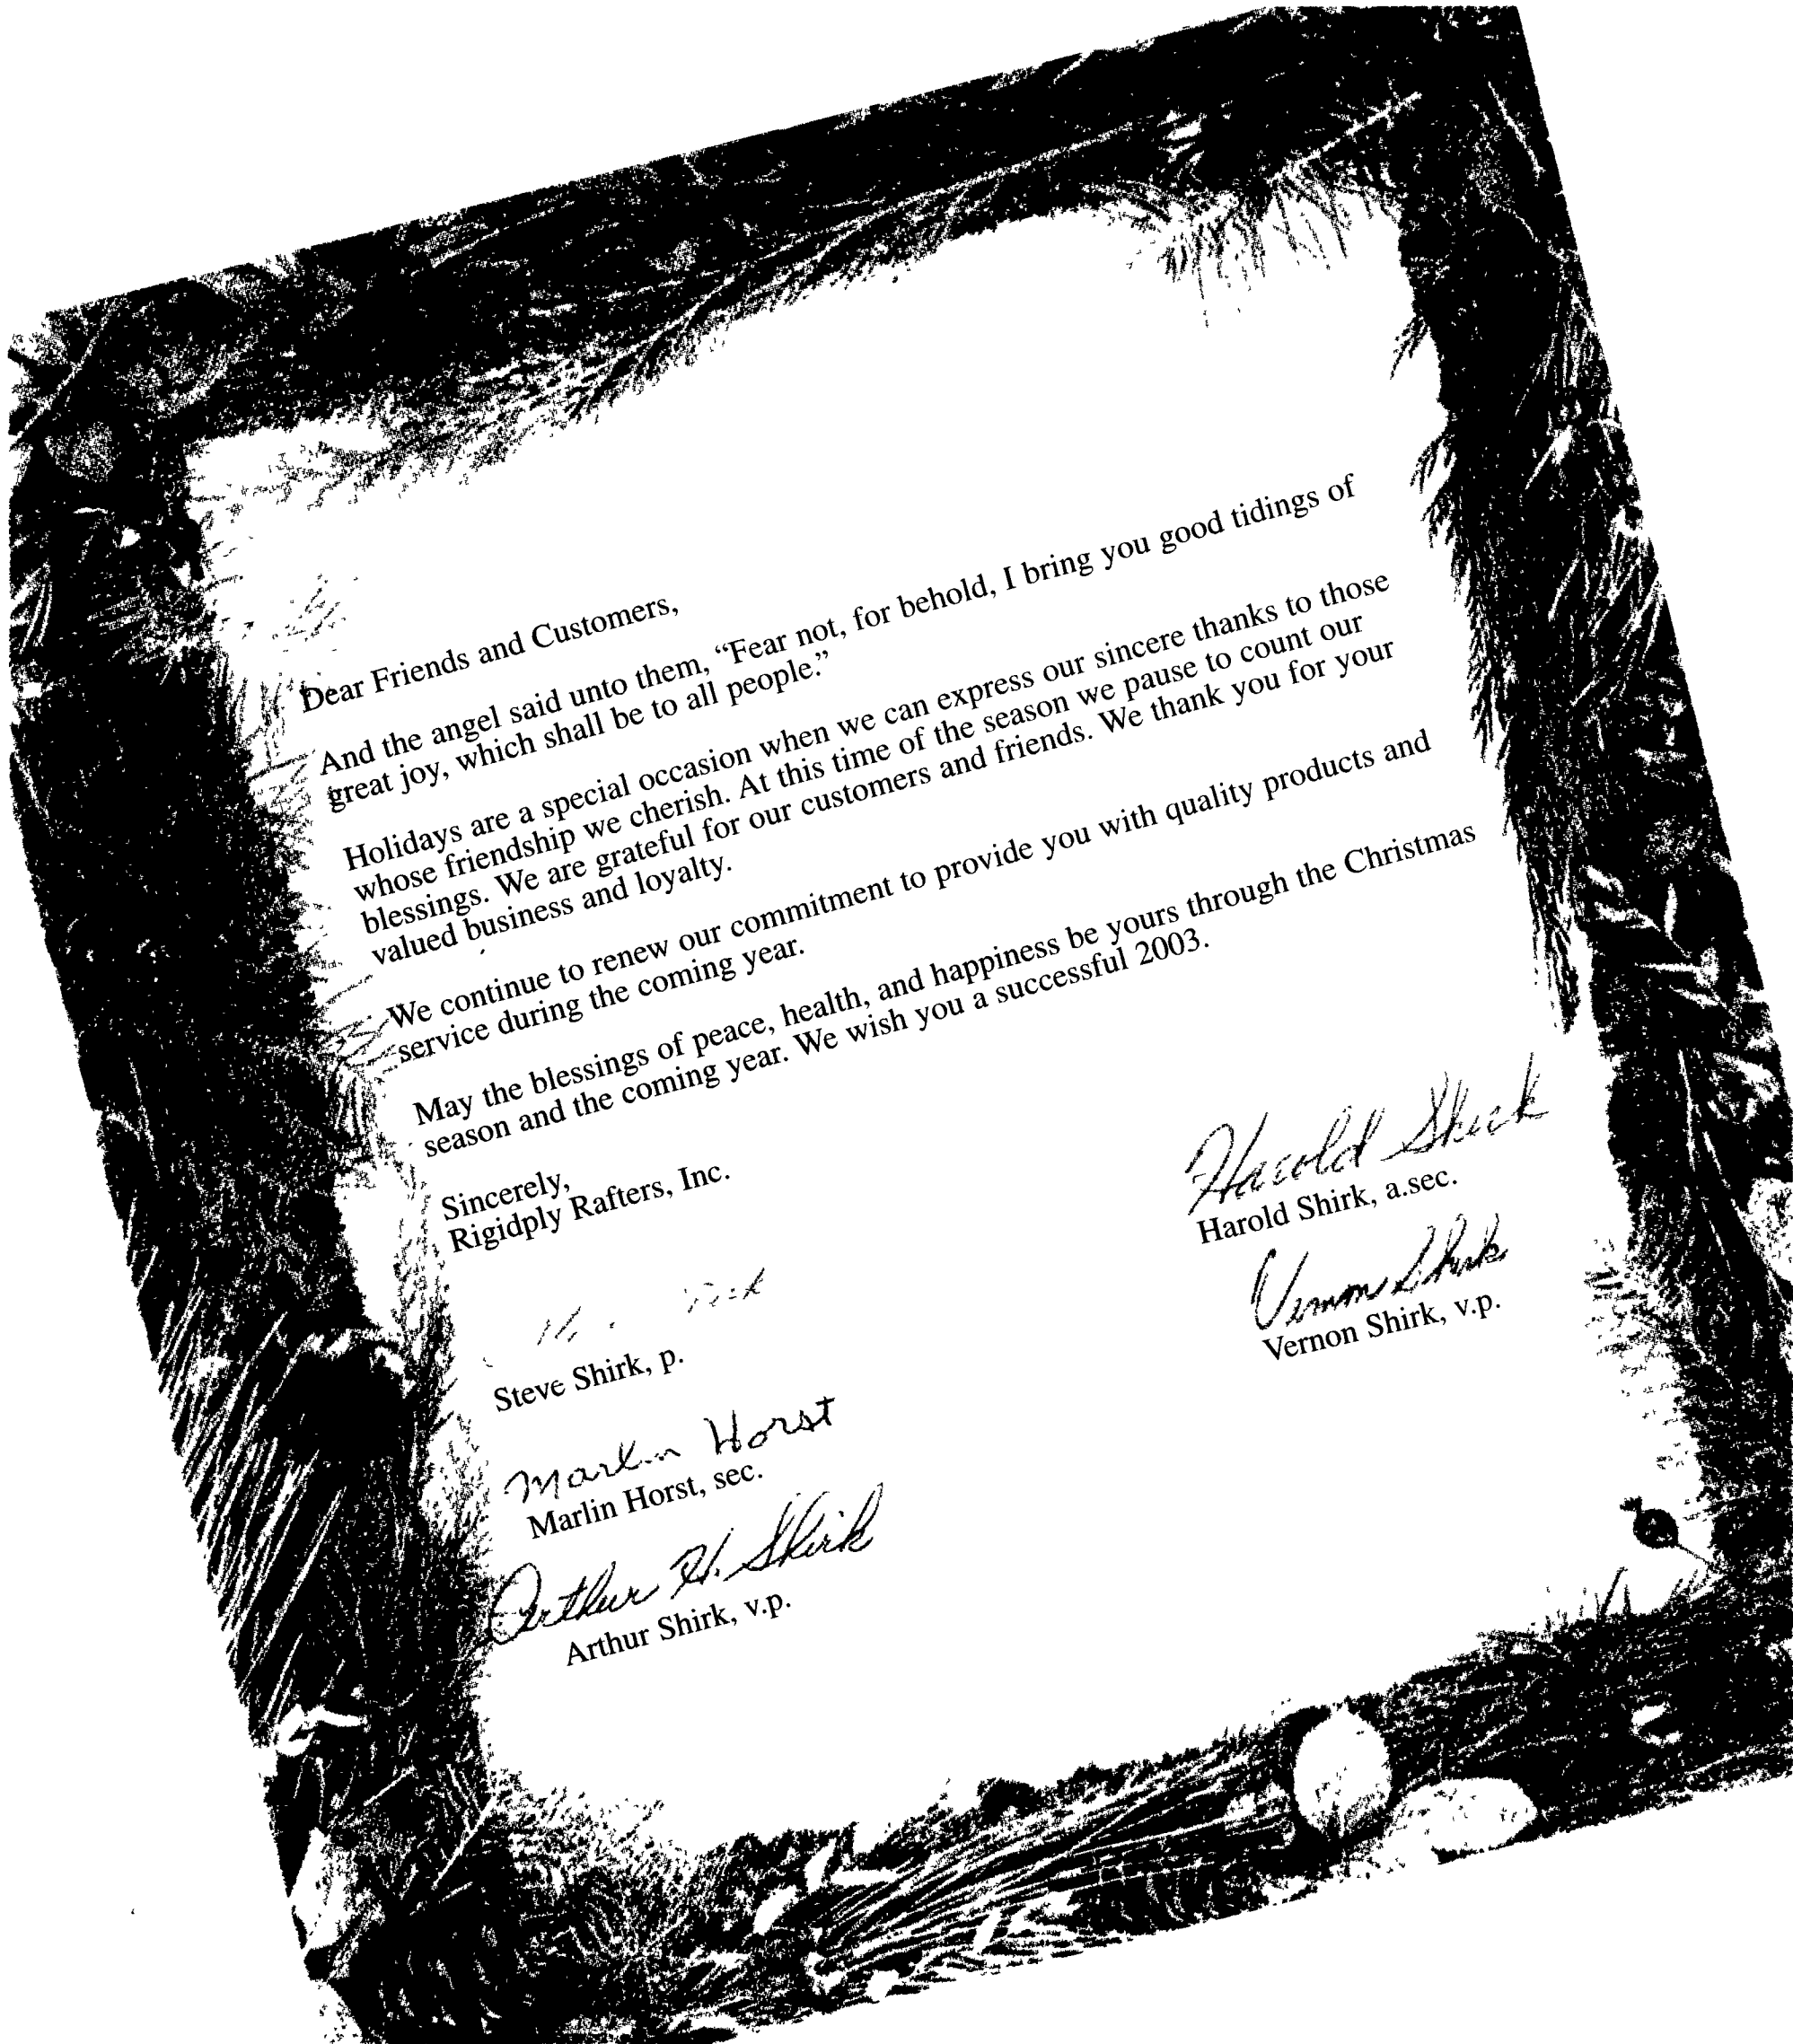 Dear Friends and Customers,
And the angel said unto them, “Fear not, for behold, I bring you good tidings of
great joy, which shall be to all people.”
Holidays are a special occasion when we can express our sincere thanks to those
whose friendship we cherish. At this time of the season we pause to count our
blessings. We are grateful for our customers and friends. We thank you for your
valued business and loyalty.
We continue to renew our commitment to provide you with quality products and
service during the coming year.
May the blessings of peace, health, and happiness be yours through the Christmas
season and the coming year. We wish you a successful 2003.
Sincerely,
Rigidply Rafters, Inc.
Steve Shirk, p.
Marlin Horst
Marlin Horst, sec.
Arthur H. Shirk
Arthur Shirk, v.p.
Harold Shirk
Harold Shirk, a.sec.
Vernon Shirk
Vernon Shirk, v.p.